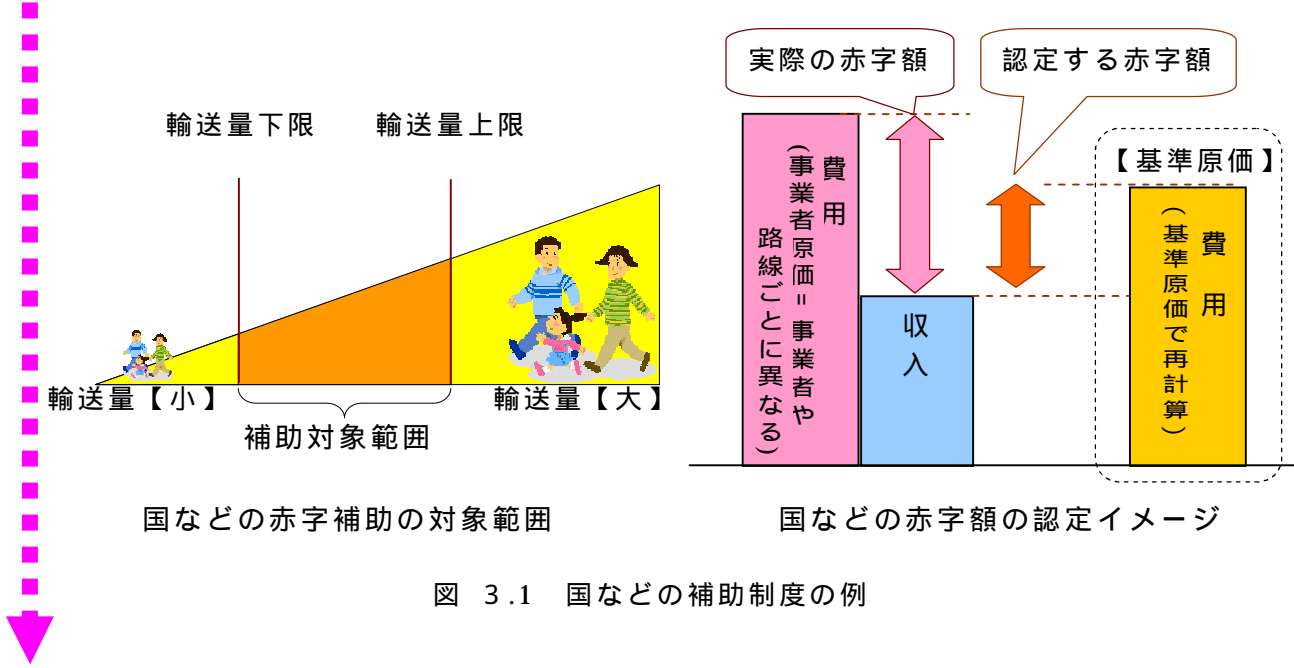 輸送量下限
輸送量上限
輸送量【小】
輸送量【大】
補助対象範囲
国などの赤字補助の対象範囲
実際の赤字額
認定する赤字額
費用
(事業者原価＝事業者や
路線ごとに異なる)
収入
【基準原価】
費用
(基準原価で再計算)
国などの赤字額の認定イメージ
図 3.1 国などの補助制度の例